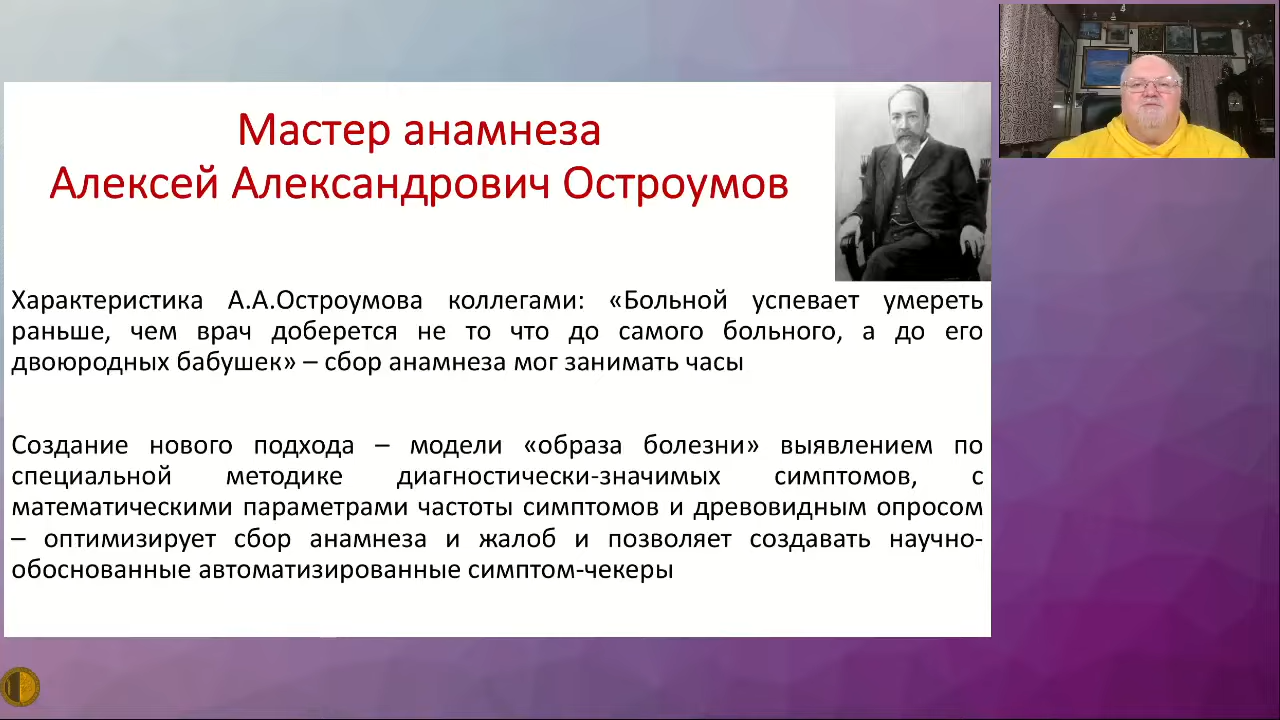 Мастер анамнеза
Алексей Александрович Остроумов
Характеристика А.А.Остроумова коллегами: «Больной успевает умереть
раньше, чем врач доберется не то что до самого больного, а до его
двоюродных бабушек» – сбор анамнеза мог занимать часы
Создание нового подхода – модели «образа болезни» выявлением по
специальной методике диагностически-значимых симптомов, с
математическими параметрами частоты симптомов и древовидным опросом
– оптимизирует сбор анамнеза и жалоб и позволяет создавать научно-
обоснованные автоматизированные симптом-чекеры